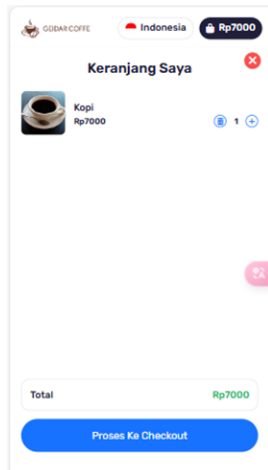 GODAR COFFE
Indonesia
Rp7000
Keranjang Saya
Kopi
Rp7000
1
Total
Rp7000
Proses Ke Checkout